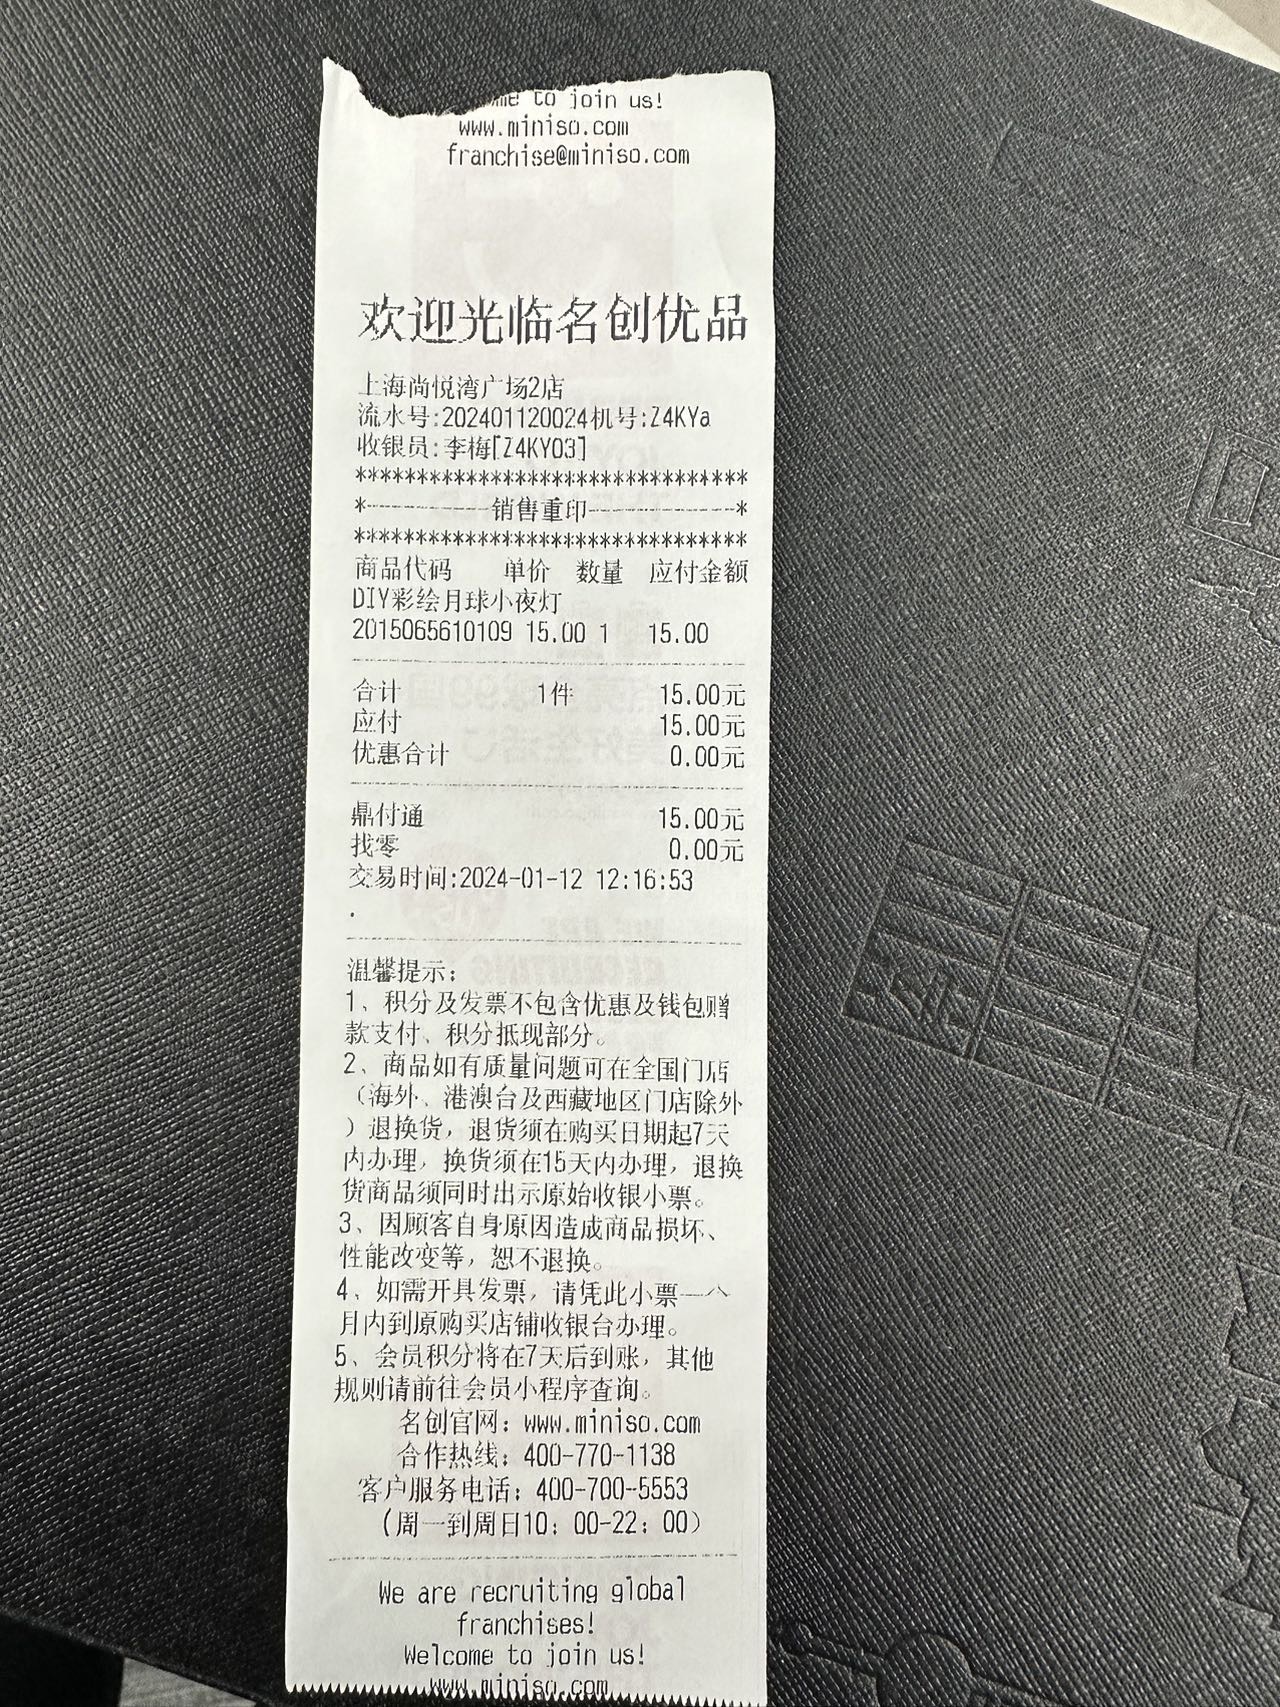 me to join us!
www.miniso.com
franchise@miniso.com
欢迎光临名创优品
上海尚悦湾广场2店
流水号:202401120024机号:Z4KYa
收银员:李梅[Z4KY03]
********************************
*----------销售重印------------*
********************************
商品代码 单价 数量 应付金额
DIY彩绘月球小夜灯
2015065610109 15.00 1 15.00
合计 1件 15.00元
应付 15.00元
优惠合计 0.00元
鼎付通 15.00元
找零 0.00元
交易时间:2024-01-12 12:16:53
.
温馨提示:
1、积分及发票不包含优惠及钱包赠
款支付、积分抵现部分。
2、商品如有质量问题可在全国门店
（海外、港澳台及西藏地区门店除外
）退换货，退货须在购买日期起7天
内办理，换货须在15天内办理，退换
货商品须同时出示原始收银小票。
3、因顾客自身原因造成商品损坏、
性能改变等，恕不退换。
4、如需开具发票，请凭此小票一个
月内到原购买店铺收银台办理。
5、会员积分将在7天后到账，其他
规则请前往会员小程序查询。
名创官网：www.miniso.com
合作热线：400-770-1138
客户服务电话：400-700-5553
(周一到周日10：00-22：00)
We are recruiting global
franchises!
Welcome to join us!
www.miniso.com